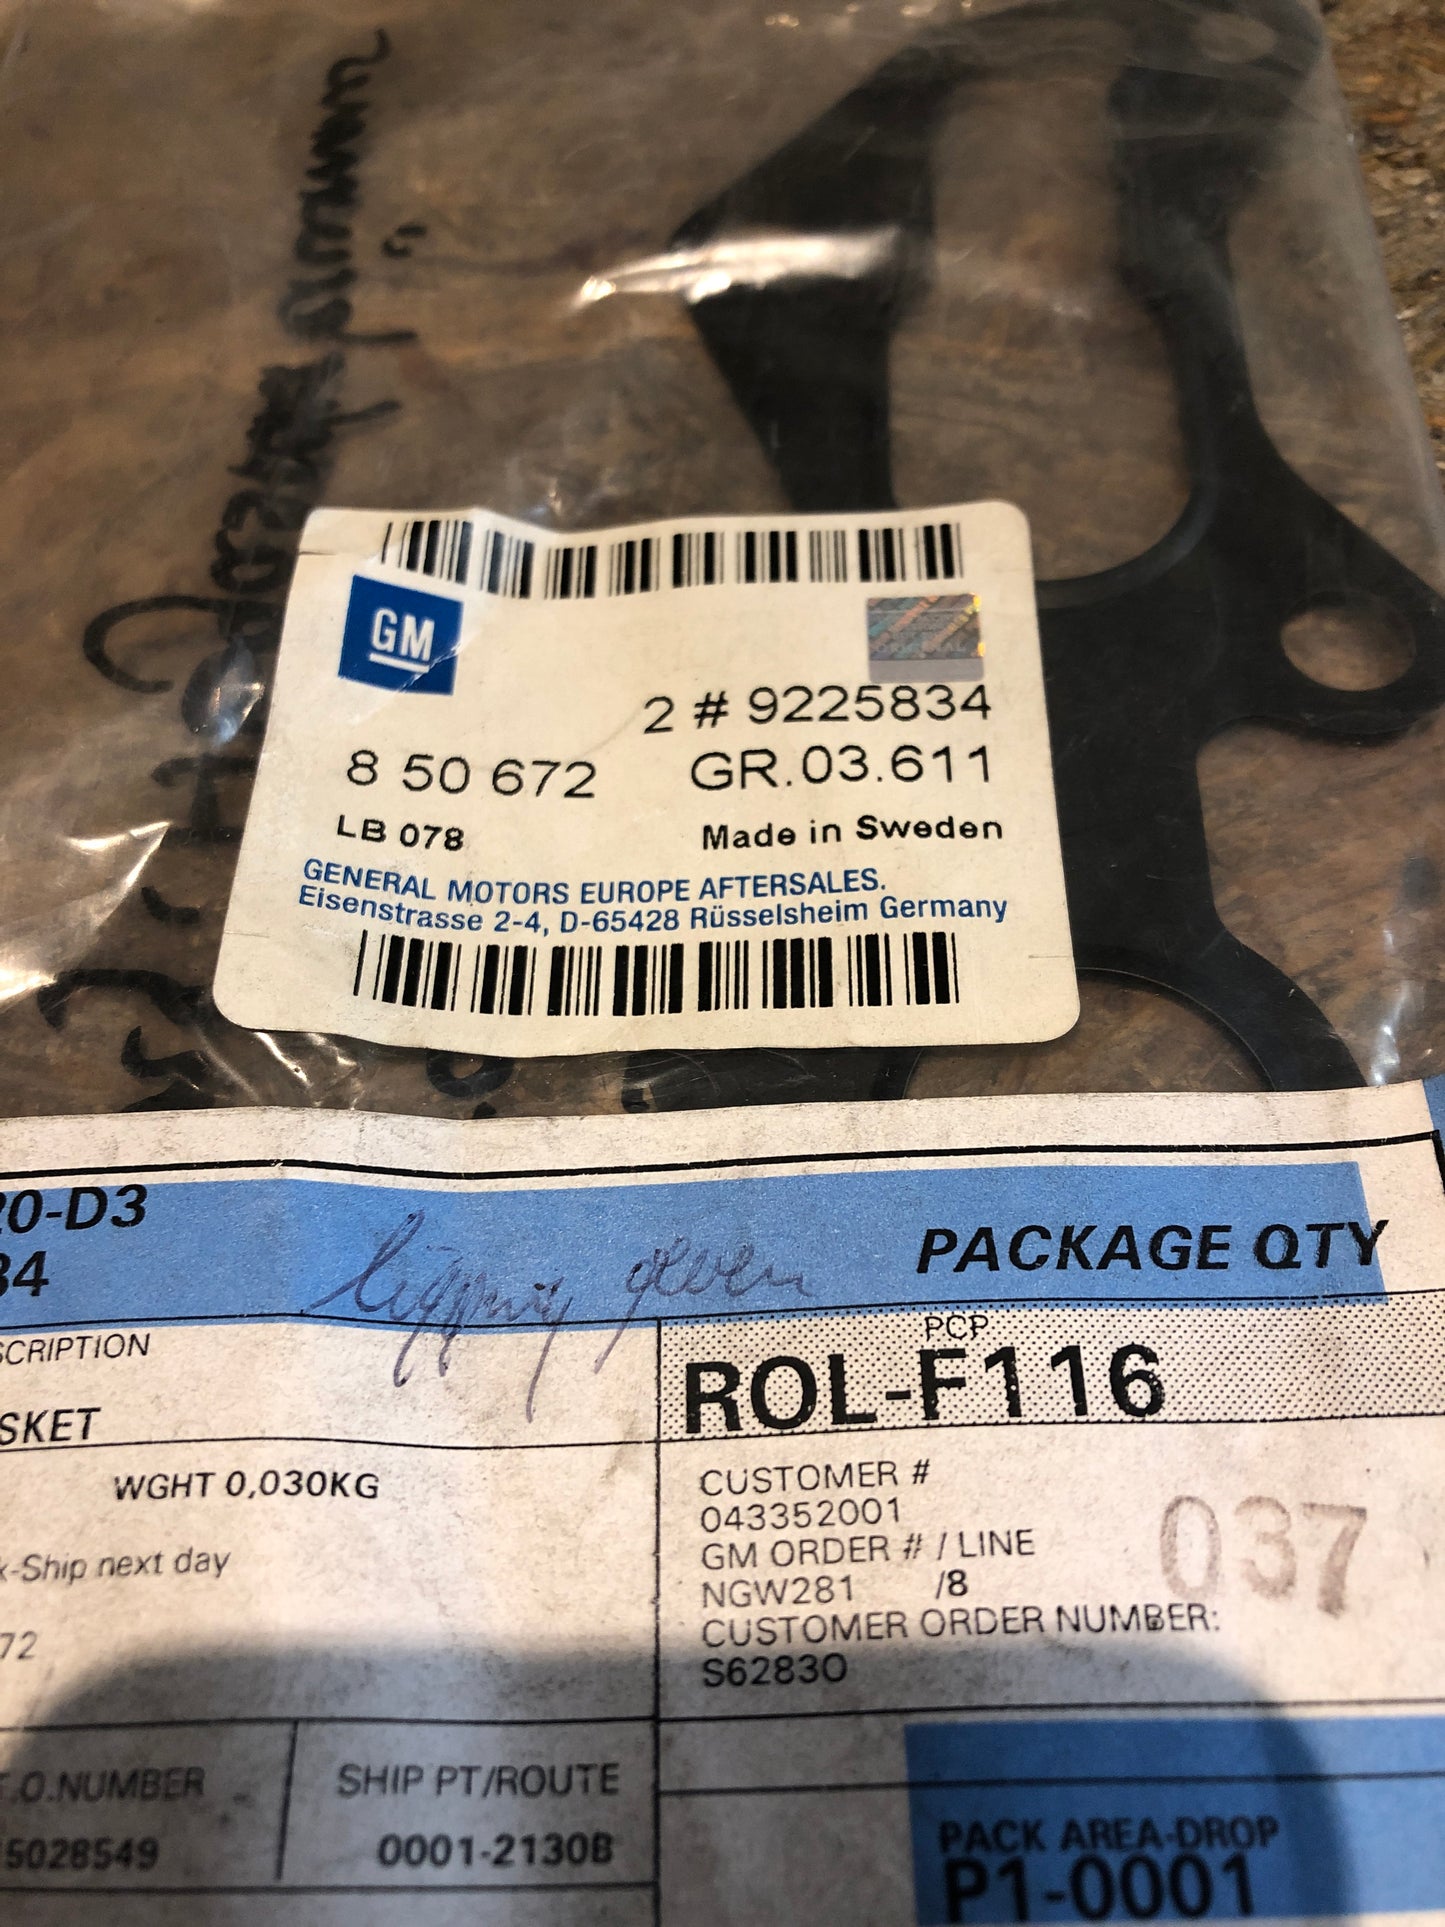 GM
ORIGINAL
2 # 9225834
8 50 672 GR.03.611
LB 078 Made in Sweden
GENERAL MOTORS EUROPE AFTERSALES.
Eisenstrasse 2-4, D-65428 Rüsselsheim Germany
20-D3
34
PACKAGE QTY
SCRIPTION
SKET
WGHT 0,030KG
k-Ship next day
72
PCP
ROL-F116
CUSTOMER #
043352001
GM ORDER # / LINE
NGW281 /8
CUSTOMER ORDER NUMBER:
S62830
037
T.O.NUMBER
5028549
SHIP PT/ROUTE
0001-2130B
PACK AREA-DROP
P1-0001